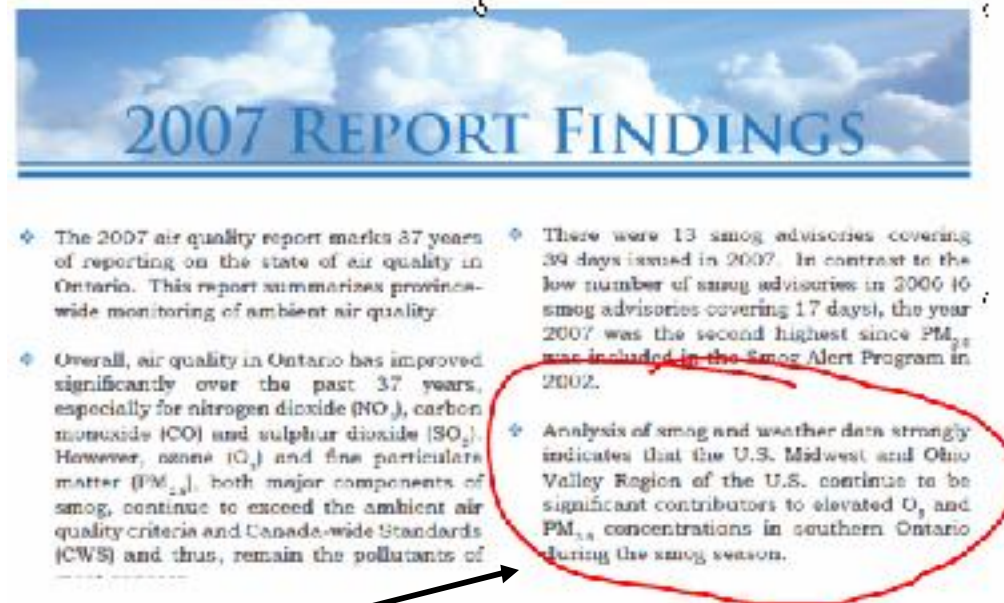 2007 REPORT FINDINGS
❖ The 2007 air quality report marks 37 years
of reporting on the state of air quality in
Ontario. This report summarizes province-
wide monitoring of ambient air quality
❖ Overall, air quality in Ontario has improved
significantly over the past 37 years,
especially for nitrogen dioxide (NO₂), carbon
monoxide (CO) and sulphur dioxide (SO₂).
However, ozone (O₃) and fine particulate
matter (PM₂.₅), both major components of
smog, continue to exceed the ambient air
quality criteria and Canada-wide Standards
(CWS) and thus, remain the pollutants of
❖ There were 13 smog advisories covering
39 days issued in 2007. In contrast to the
low number of smog advisories in 2006 (6
smog advisories covering 17 days), the year
2007 was the second highest since PM₂.₅
was included in the Smog Alert Program in
2002.
❖ Analysis of smog and weather data strongly
indicates that the U.S. Midwest and Ohio
Valley Region of the U.S. continue to be
significant contributors to elevated O₃ and
PM₂.₅ concentrations in southern Ontario
during the smog season.